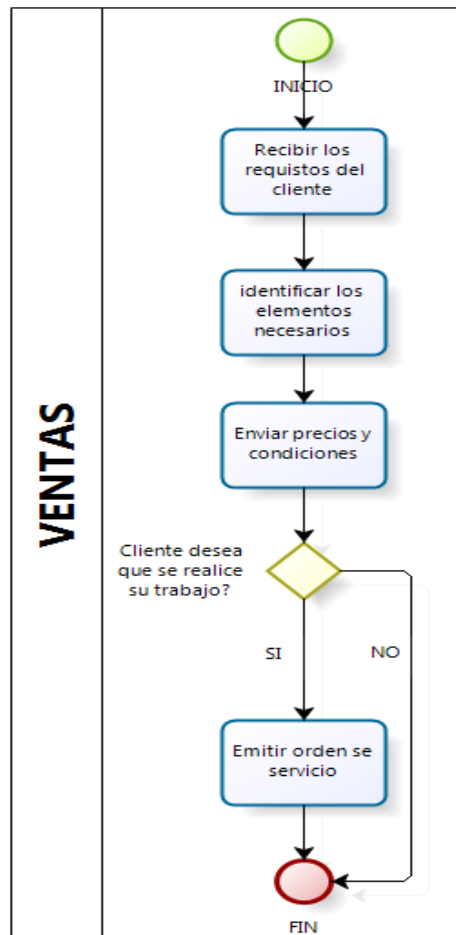 VENTAS
INICIO
Recibir los
requistos del
cliente
identificar los
elementos
necesarios
Enviar precios y
condiciones
Cliente desea
que se realice
su trabajo?
SI
NO
Emitir orden se
servicio
FIN